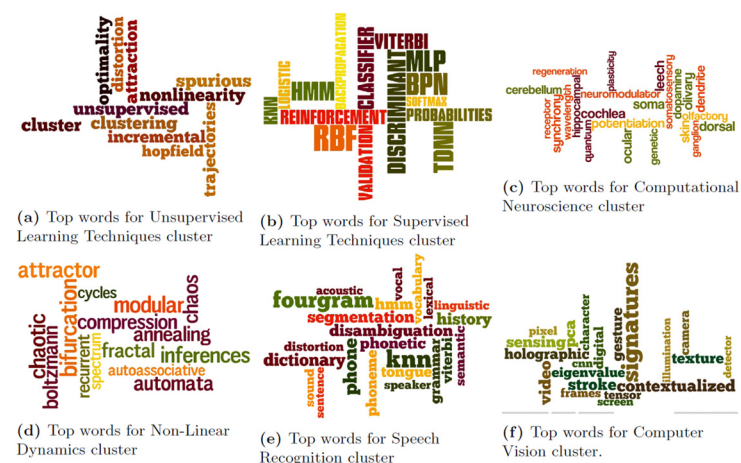 optimality
distortion
attraction
spurious
nonlinearity
unsupervised
cluster
clustering
incremental
hopfield
trajectories
(a) Top words for Unsupervised
Learning Techniques cluster
KNN
LOGISTIC
HMM
BACKPROPAGATION
CLASSIFIER
VITERBI
MLP
DISCRIMINANT
BPN
SOFTMAX
REINFORCEMENT
PROBABILITIES
RBF
VALIDATION
TDNN
(b) Top words for Supervised
Learning Techniques cluster
regeneration
plasticity
leech
somatosensory
dopamine
olivary
dendrite
cerebellum
receptor
synchrony
wavelength
hippocampal
neuromodulator
soma
cochlea
potentiation
quantum
ocular
genetic
skin
olfactory
ganglion
dorsal
(c) Top words for Computational
Neuroscience cluster
attractor
cycles
chaos
modular
bifurcation
compression
chaotic
boltzmann
annealing
recurrent
spectrum
fractal
inferences
autoassociative
automata
(d) Top words for Non-Linear
Dynamics cluster
acoustic
vocal
vocabulary
lexical
fourgram
hmm
linguistic
segmentation
history
disambiguation
distortion
phonetic
semantic
dictionary
phone
knn
grammar
viterbi
tongue
phoneme
speaker
sound
sentence
(e) Top words for Speech
Recognition cluster
signatures
pixel
character
gesture
camera
sensing
pca
illumination
holographic
cnn
digital
texture
detector
video
eigenvalue
stroke
contextualized
frames
tensor
screen
(f) Top words for Computer
Vision cluster.